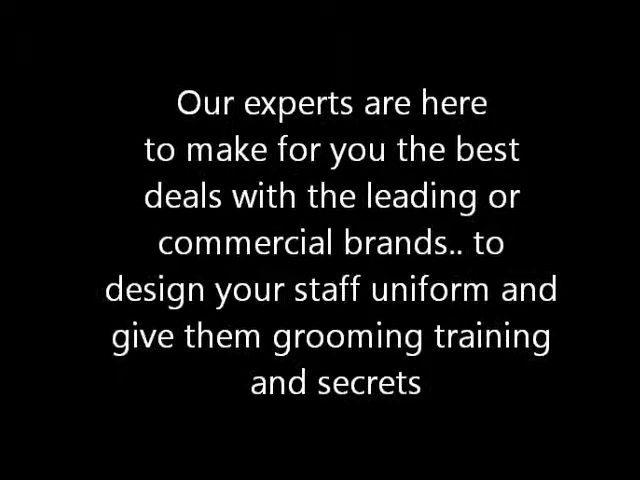 Our experts are here
to make for you the best
deals with the leading or
commercial brands.. to
design your staff uniform and
give them grooming training
and secrets